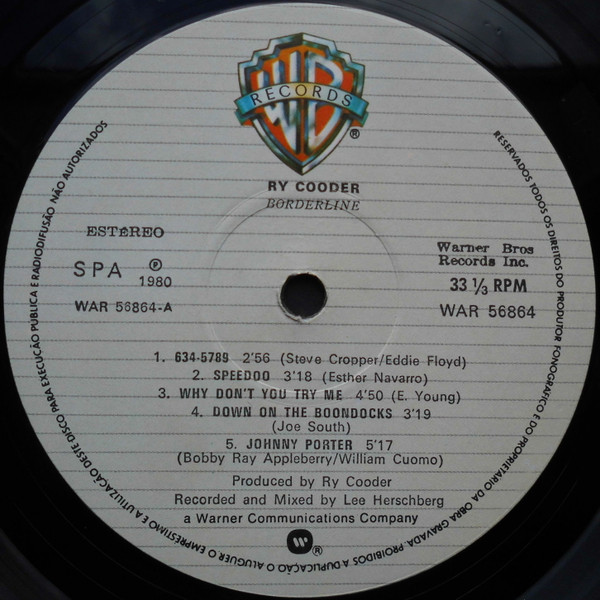 WB
RECORDS
®
RY COODER
BORDERLINE
ESTÉREO
SPA ℗
1980
WAR 56864-A
Warner Bros
Records Inc.
33 ⅓ RPM
WAR 56864
1. 634-5789 2'56 (Steve Cropper/Eddie Floyd)
2. SPEEDOO 3'18 (Esther Navarro)
3. WHY DON'T YOU TRY ME 4'50 (E. Young)
4. DOWN ON THE BOONDOCKS 3'19
(Joe South)
5. JOHNNY PORTER 5'17
(Bobby Ray Appleberry/William Cuomo)
Produced by Ry Cooder
Recorded and Mixed by Lee Herschberg
a Warner Communications Company
®
RESERVADOS TODOS OS DIREITOS DO PRODUTOR FONOGRÁFICO E DO PROPRIETÁRIO DA OBRA GRAVADA. PROIBIDOS A DUPLICAÇÃO O ALUGUER O EMPRÉSTIMO E A UTILIZAÇÃO DESTE DISCO PARA EXECUÇÃO PÚBLICA E RADIODIFUSÃO NÃO AUTORIZADOS